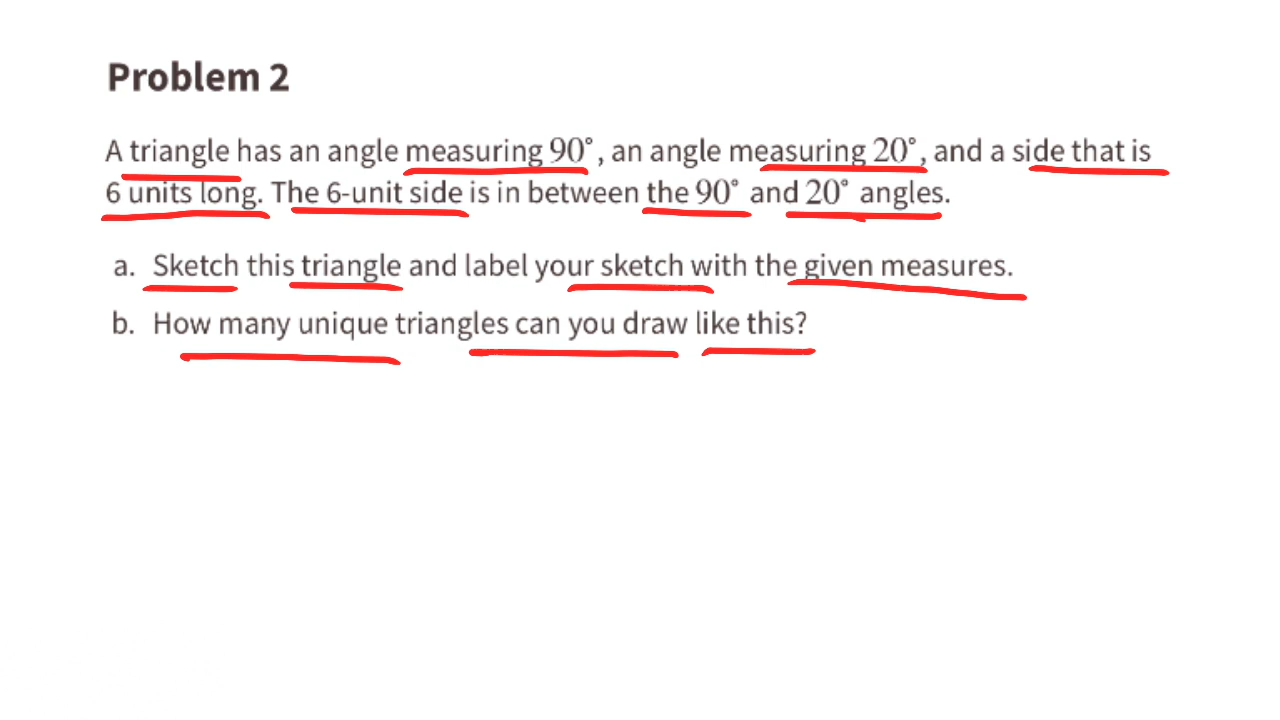 Problem 2
A triangle has an angle measuring 90°, an angle measuring 20°, and a side that is
6 units long. The 6-unit side is in between the 90° and 20° angles.
a. Sketch this triangle and label your sketch with the given measures.
b. How many unique triangles can you draw like this?